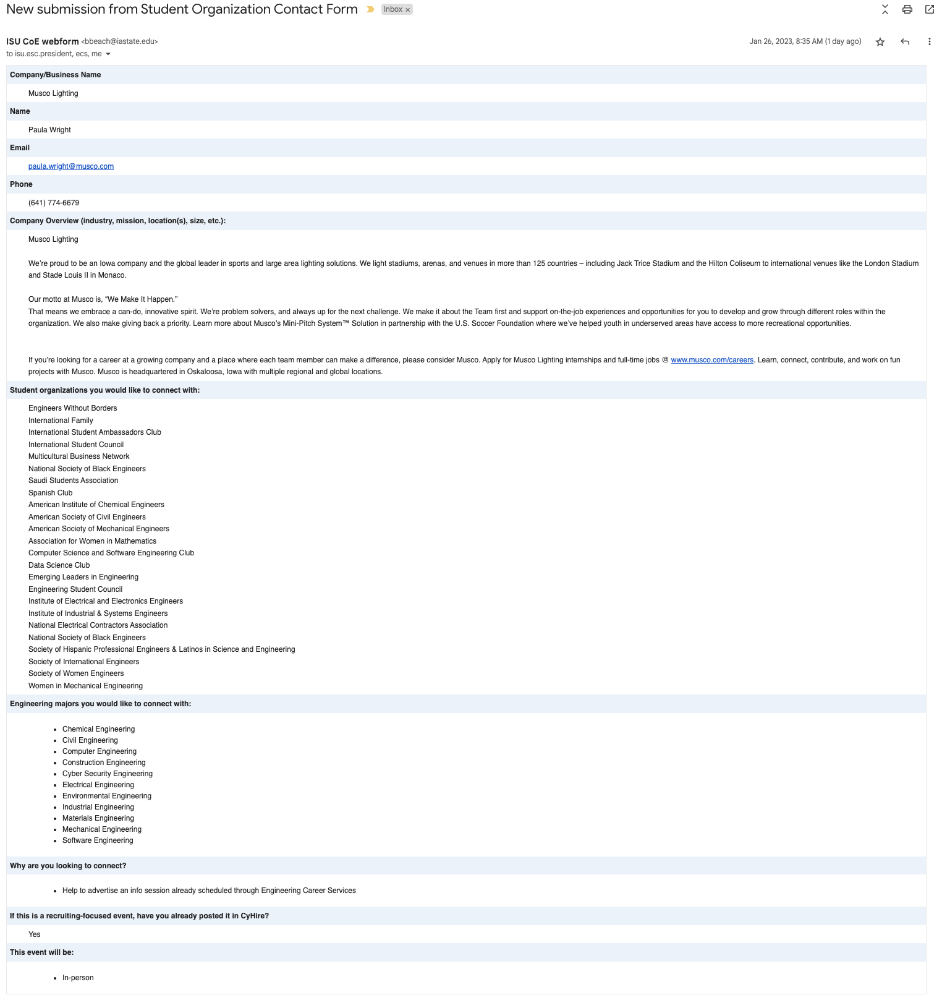 New submission from Student Organization Contact Form
Inbox ×
ISU CoE webform <bbeach@iastate.edu>
Jan 26, 2023, 8:35 AM (1 day ago)
to isu.esc.president, ecs, me
Company/Business Name
Musco Lighting
Name
Paula Wright
Email
paula.wright@musco.com
Phone
(641) 774-6679
Company Overview (industry, mission, location(s), size, etc.):
Musco Lighting
We’re proud to be an Iowa company and the global leader in sports and large area lighting solutions. We light stadiums, arenas, and venues in more than 125 countries – including Jack Trice Stadium and the Hilton Coliseum to international venues like the London Stadium
and Stade Louis II in Monaco.
Our motto at Musco is, “We Make It Happen.”
That means we embrace a can-do, innovative spirit. We’re problem solvers, and always up for the next challenge. We make it about the Team first and support on-the-job experiences and opportunities for you to develop and grow through different roles within the
organization. We also make giving back a priority. Learn more about Musco’s Mini-Pitch System™ Solution in partnership with the U.S. Soccer Foundation where we’ve helped youth in underserved areas have access to more recreational opportunities.
If you’re looking for a career at a growing company and a place where each team member can make a difference, please consider Musco. Apply for Musco Lighting internships and full-time jobs @ www.musco.com/careers. Learn, connect, contribute, and work on fun
projects with Musco. Musco is headquartered in Oskaloosa, Iowa with multiple regional and global locations.
Student organizations you would like to connect with:
Engineers Without Borders
International Family
International Student Ambassadors Club
International Student Council
Multicultural Business Network
National Society of Black Engineers
Saudi Students Association
Spanish Club
American Institute of Chemical Engineers
American Society of Civil Engineers
American Society of Mechanical Engineers
Association for Women in Mathematics
Computer Science and Software Engineering Club
Data Science Club
Emerging Leaders in Engineering
Engineering Student Council
Institute of Electrical and Electronics Engineers
Institute of Industrial & Systems Engineers
National Electrical Contractors Association
National Society of Black Engineers
Society of Hispanic Professional Engineers & Latinos in Science and Engineering
Society of International Engineers
Society of Women Engineers
Women in Mechanical Engineering
Engineering majors you would like to connect with:
• Chemical Engineering
• Civil Engineering
• Computer Engineering
• Construction Engineering
• Cyber Security Engineering
• Electrical Engineering
• Environmental Engineering
• Industrial Engineering
• Materials Engineering
• Mechanical Engineering
• Software Engineering
Why are you looking to connect?
• Help to advertise an info session already scheduled through Engineering Career Services
If this is a recruiting-focused event, have you already posted it in CyHire?
Yes
This event will be:
• In-person